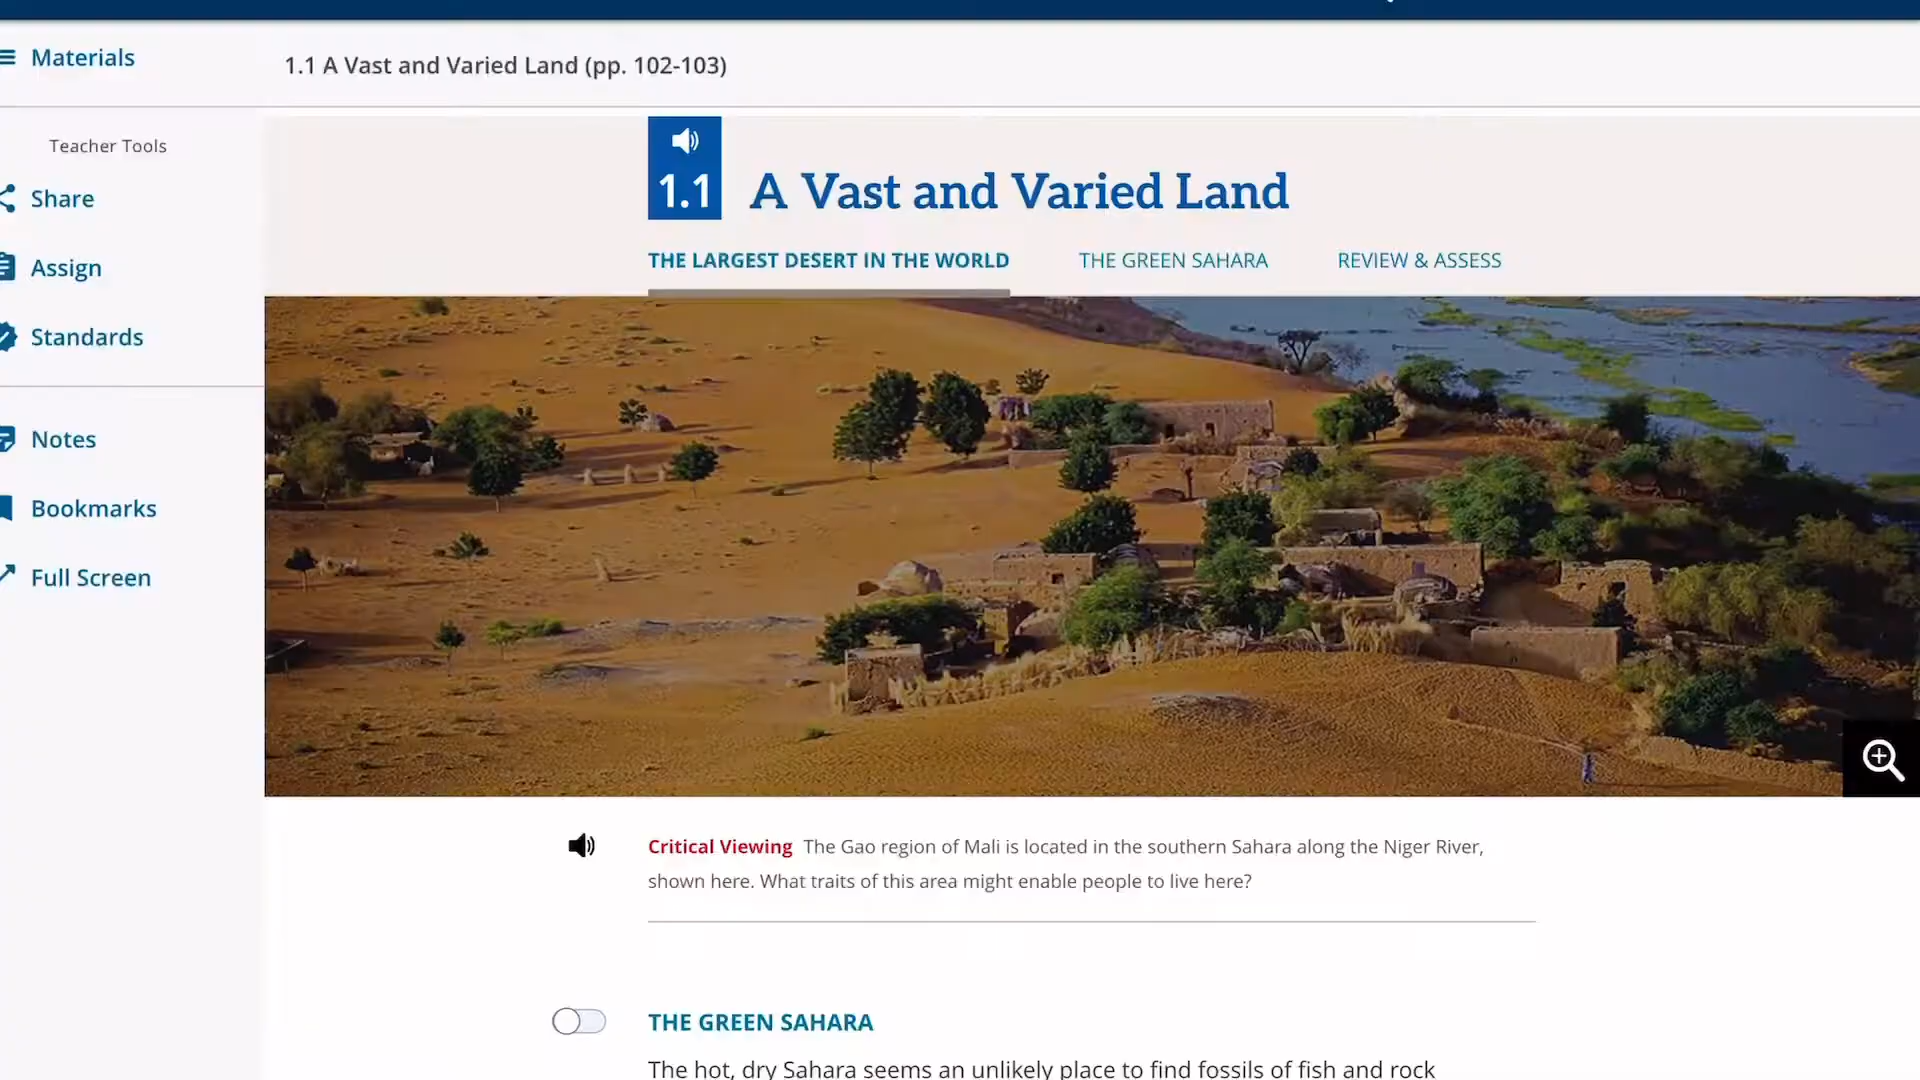 Materials
1.1 A Vast and Varied Land (pp. 102-103)
Teacher Tools
Share
Assign
Standards
Notes
Bookmarks
Full Screen
1.1 A Vast and Varied Land
THE LARGEST DESERT IN THE WORLD THE GREEN SAHARA REVIEW & ASSESS
Critical Viewing The Gao region of Mali is located in the southern Sahara along the Niger River,
shown here. What traits of this area might enable people to live here?
THE GREEN SAHARA
The hot, dry Sahara seems an unlikely place to find fossils of fish and rock